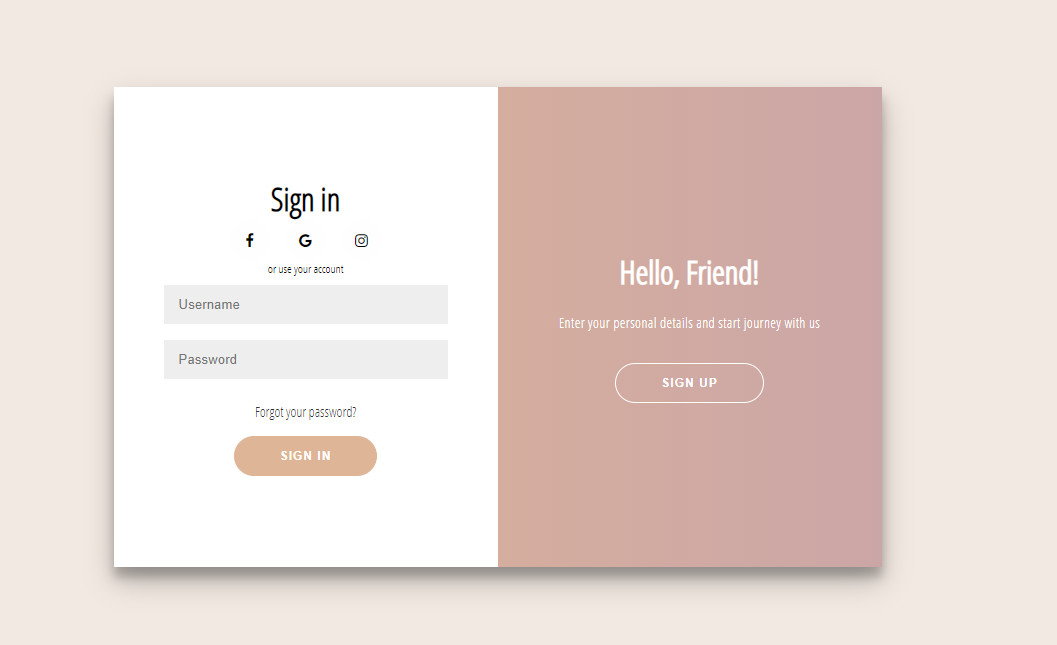 Sign in
or use your account
Username
Password
Forgot your password?
SIGN IN
Hello, Friend!
Enter your personal details and start journey with us
SIGN UP